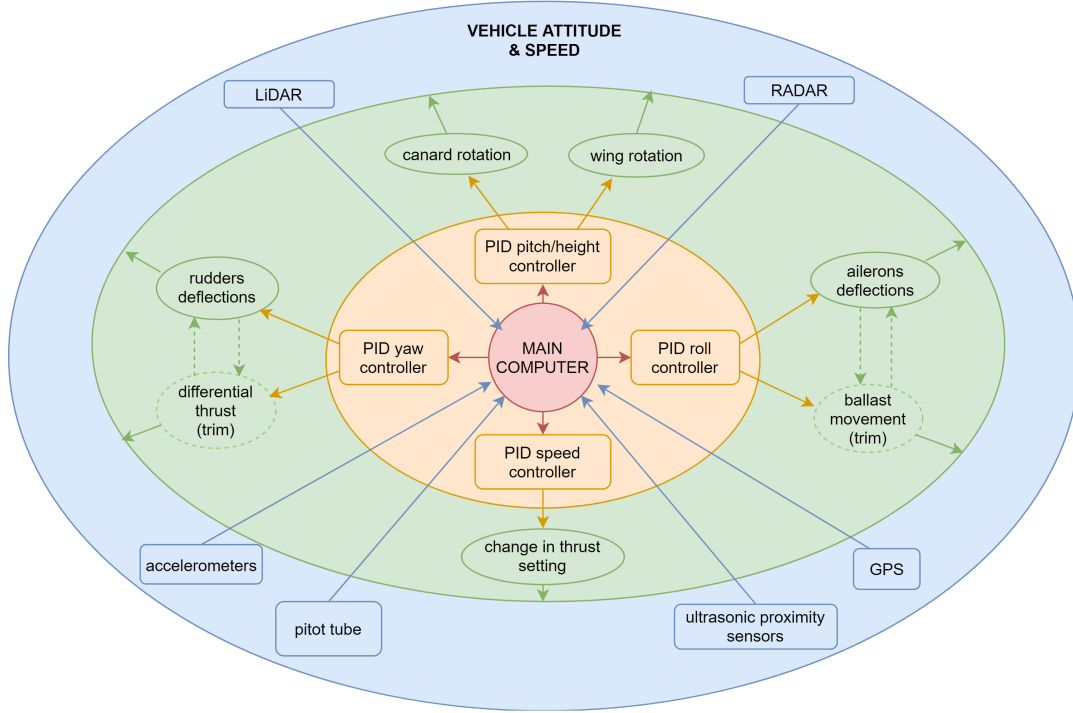 VEHICLE ATTITUDE
& SPEED
LiDAR
RADAR
canard rotation
wing rotation
PID pitch/height
controller
rudders
deflections
ailerons
deflections
PID yaw
controller
MAIN
COMPUTER
PID roll
controller
differential
thrust
(trim)
ballast
movement
(trim)
PID speed
controller
change in thrust
setting
accelerometers
GPS
pitot tube
ultrasonic proximity
sensors